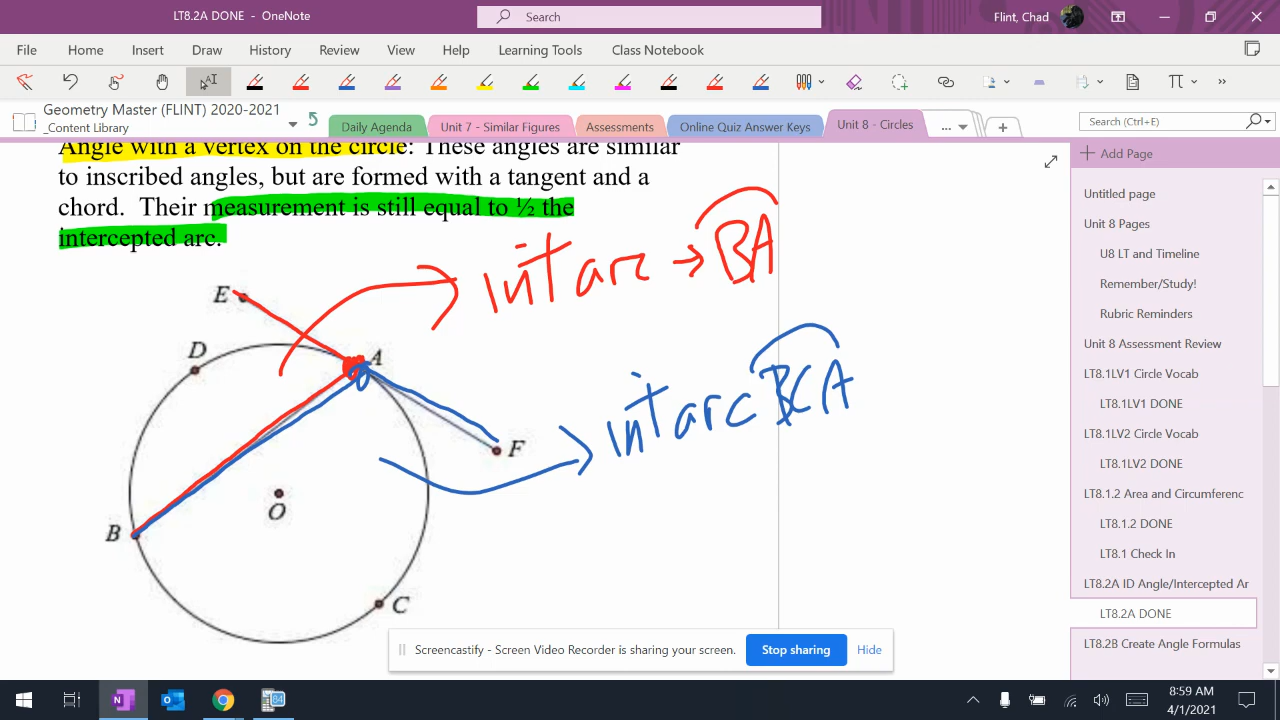 LT8.2A DONE - OneNote
Search
Flint, Chad
File Home Insert Draw History Review View Help Learning Tools Class Notebook
Geometry Master (FLINT) 2020-2021
_Content Library
Daily Agenda
Unit 7 - Similar Figures
Assessments
Online Quiz Answer Keys
Unit 8 - Circles
...
Search (Ctrl+E)
Angle with a vertex on the circle: These angles are similar
to inscribed angles, but are formed with a tangent and a
chord. Their measurement is still equal to ½ the
intercepted arc.
int arc → BA
E
D
A
int arc BCA
F
O
B
C
Add Page
Untitled page
Unit 8 Pages
U8 LT and Timeline
Remember/Study!
Rubric Reminders
Unit 8 Assessment Review
LT8.1LV1 Circle Vocab
LT8.1LV1 DONE
LT8.1LV2 Circle Vocab
LT8.1LV2 DONE
LT8.1.2 Area and Circumferenc
LT8.1.2 DONE
LT8.1 Check In
LT8.2A ID Angle/Intercepted Ar
LT8.2A DONE
LT8.2B Create Angle Formulas
Screencastify - Screen Video Recorder is sharing your screen.
Stop sharing
Hide
8:59 AM
4/1/2021